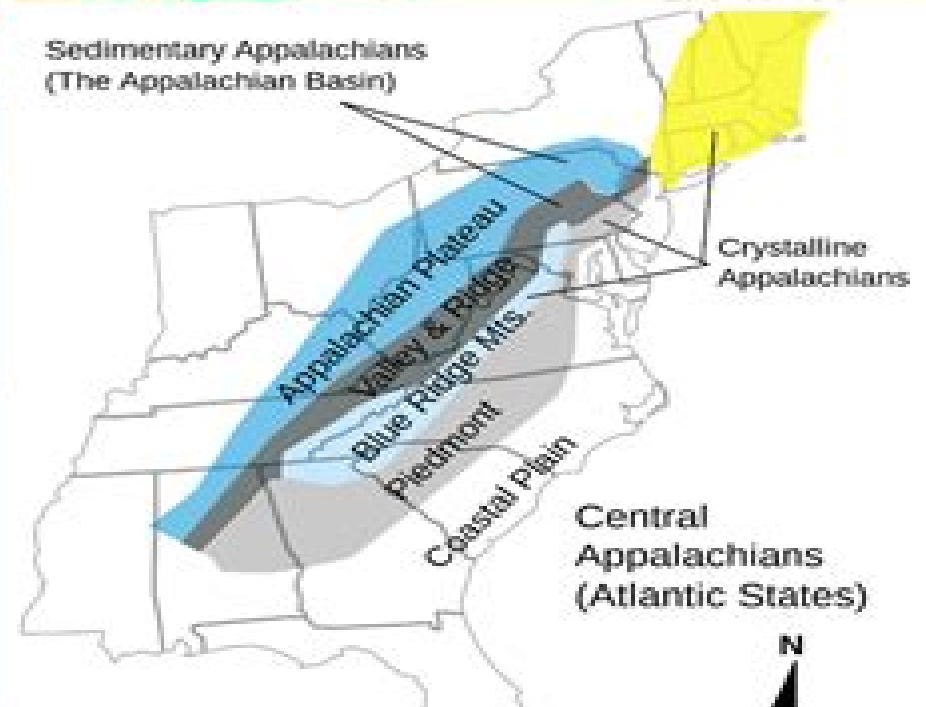 Sedimentary Appalachians
(The Appalachian Basin)
Appalachian Plateau
Valley & Ridge
Blue Ridge Mts.
Piedmont
Coastal Plain
Crystalline
Appalachians
Central
Appalachians
(Atlantic States)
N